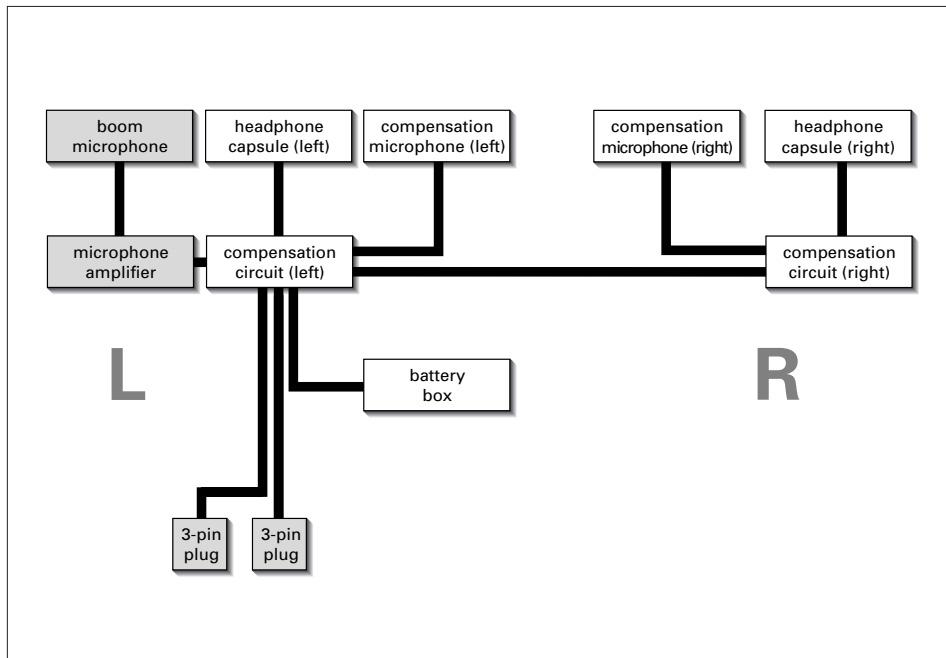 boom
microphone
headphone
capsule (left)
compensation
microphone (left)
compensation
microphone (right)
headphone
capsule (right)
microphone
amplifier
compensation
circuit (left)
compensation
circuit (right)
L
R
battery
box
3-pin
plug
3-pin
plug